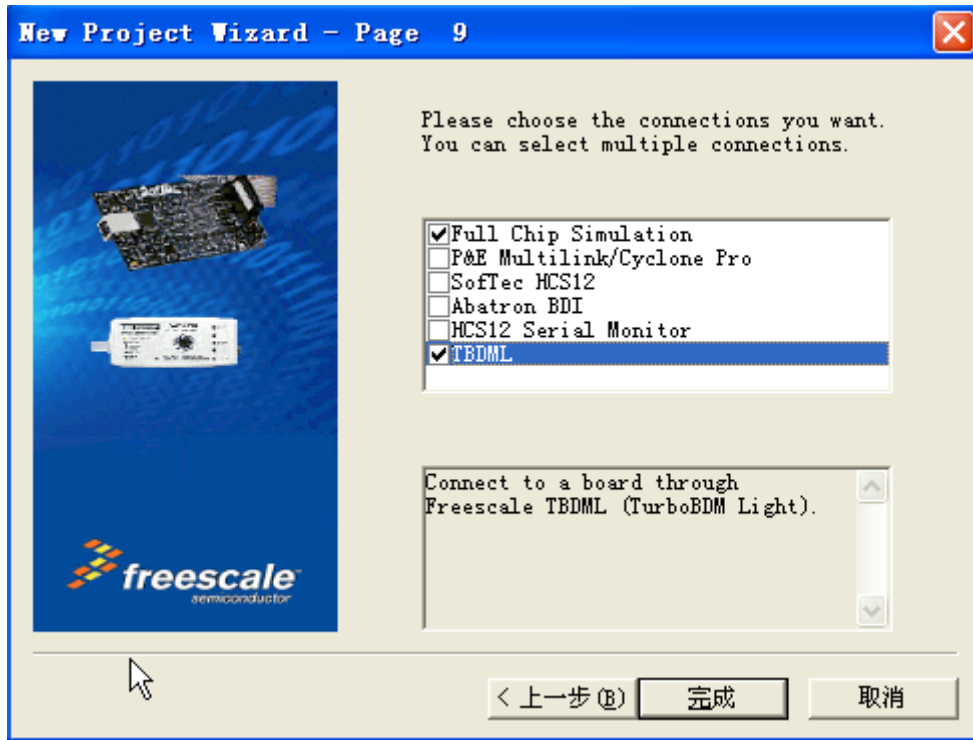 New Project Wizard - Page 9
Please choose the connections you want.
You can select multiple connections.
Full Chip Simulation
P&E Multilink/Cyclone Pro
SofTec HCS12
Abatron BDI
HCS12 Serial Monitor
TBDML
Connect to a board through
Freescale TBDML (TurboBDM Light).
freescale
semiconductor
< 上一步(B)
完成
取消